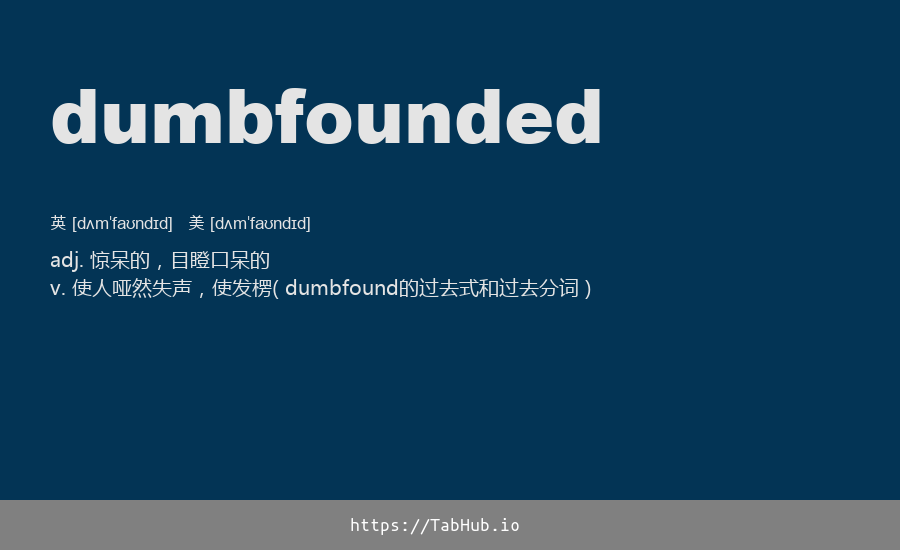 dumbfounded
英 [dʌmˈfaʊndɪd] 美 [dʌmˈfaʊndɪd]
adj. 惊呆的，目瞪口呆的
v. 使人哑然失声，使发楞( dumbfound的过去式和过去分词 )
https://TabHub.io